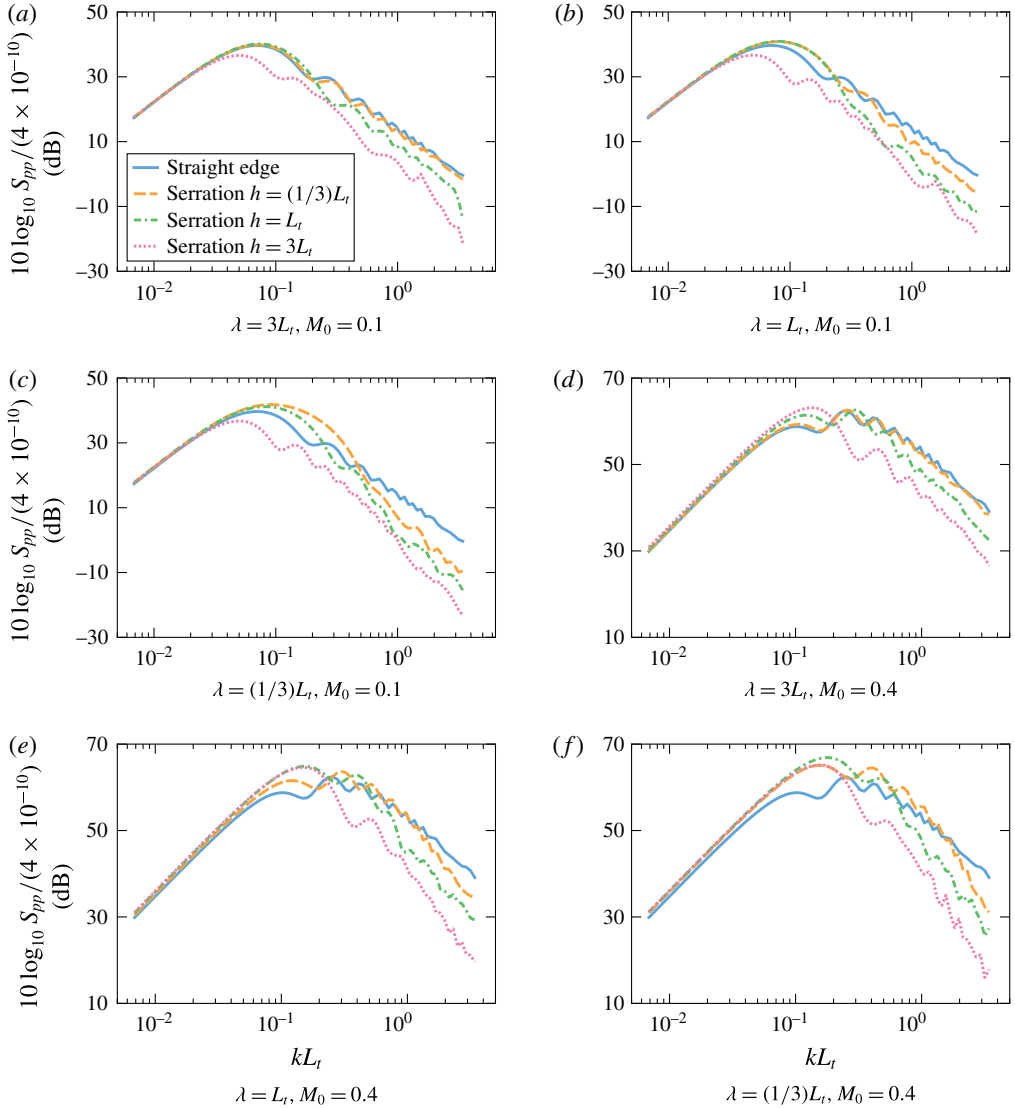 (a)
50
30
10
−10
−30
10 log₁₀ Sₚₚ/(4 × 10⁻¹⁰)
(dB)
Straight edge
Serration h = (1/3)Lₜ
Serration h = Lₜ
Serration h = 3Lₜ
10⁻² 10⁻¹ 10⁰
λ = 3Lₜ, M₀ = 0.1
(b)
50
30
10
−10
−30
10⁻² 10⁻¹ 10⁰
λ = Lₜ, M₀ = 0.1
(c)
50
30
10
−10
−30
10 log₁₀ Sₚₚ/(4 × 10⁻¹⁰)
(dB)
10⁻² 10⁻¹ 10⁰
λ = (1/3)Lₜ, M₀ = 0.1
(d)
70
50
30
10
10⁻² 10⁻¹ 10⁰
λ = 3Lₜ, M₀ = 0.4
(e)
70
50
30
10
10 log₁₀ Sₚₚ/(4 × 10⁻¹⁰)
(dB)
10⁻² 10⁻¹ 10⁰
kLₜ
λ = Lₜ, M₀ = 0.4
(f)
70
50
30
10
10⁻² 10⁻¹ 10⁰
kLₜ
λ = (1/3)Lₜ, M₀ = 0.4